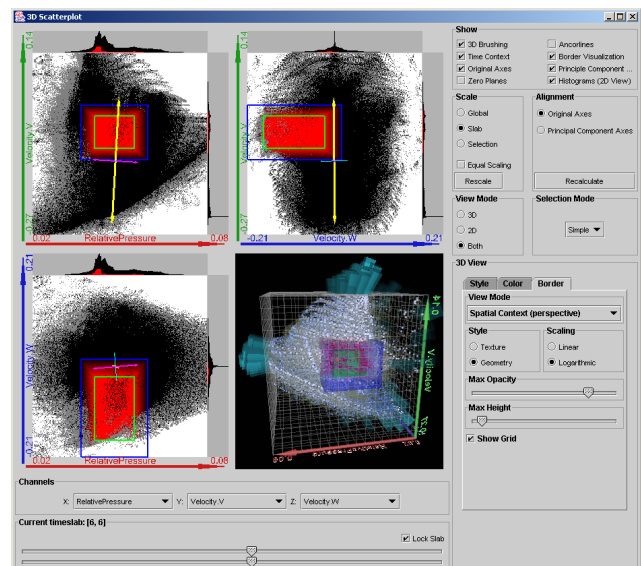 3D Scatterplot
0.14
Velocity.V
-0.27
0.02 RelativePressure 0.08
0.14
Velocity.V
-0.27
-0.21 Velocity.W 0.21
0.21
Velocity.W
-0.21
0.02 RelativePressure 0.08
Velocity.V
RelativePressure
Show
3D Brushing
Ancorlines
Time Context
Border Visualization
Original Axes
Principle Component ...
Zero Planes
Histograms (2D View)
Scale
Global
Slab
Selection
Equal Scaling
Rescale
Alignment
Original Axes
Principal Component Axes
Recalculate
View Mode
3D
2D
Both
Selection Mode
Simple
3D View
Style Color Border
View Mode
Spatial Context (perspective)
Style
Texture
Geometry
Scaling
Linear
Logarithmic
Max Opacity
Max Height
Show Grid
Channels
X: RelativePressure Y: Velocity.V Z: Velocity.W
Current timeslab: [6, 6]
Lock Slab